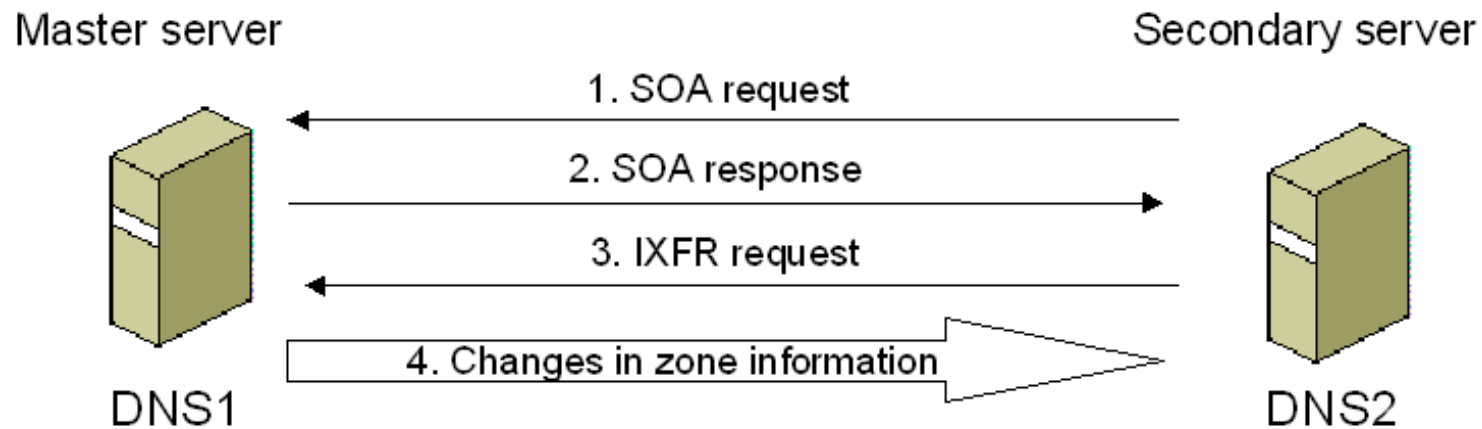 Master server
Secondary server
1. SOA request
2. SOA response
3. IXFR request
4. Changes in zone information
DNS1
DNS2